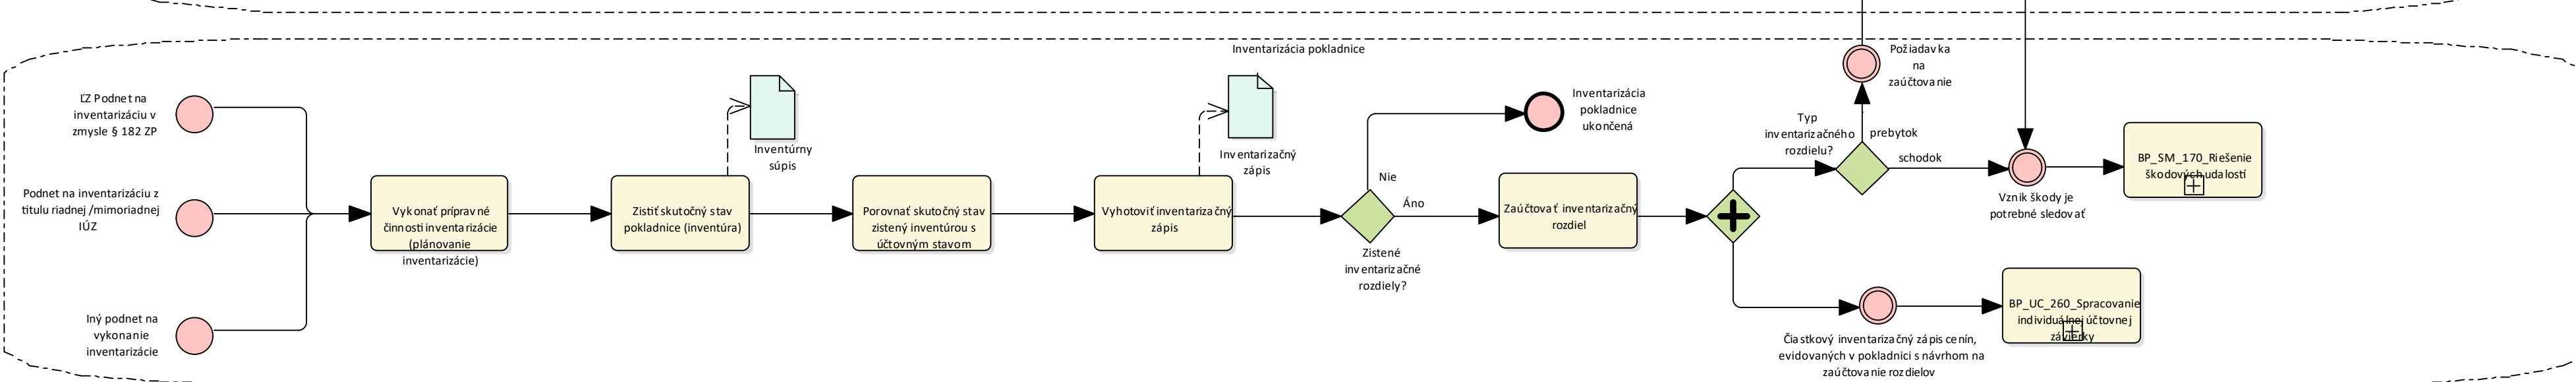 Inventarizácia pokladnice
ĽZ Podnet na
inventarizáciu v
zmysle § 182 ZP
Podnet na inventarizáciu z
titulu riadnej /mimoriadnej
IÚZ
Iný podnet na
vykonanie
inventarizácie
Vykonať prípravné
činnosti inventarizácie
(plánovanie
inventarizácie)
Zistiť skutočný stav
pokladnice (inventúra)
Inventúrny
súpis
Porovnať skutočný stav
zistený inventúrou s
účtovným stavom
Vyhotoviť inventarizačný
zápis
Inventarizačný
zápis
Nie
Áno
Zistené
inventarizačné
rozdiely?
Inventarizácia
pokladnice
ukončená
Zaúčtovať inventarizačný
rozdiel
Typ
inventarizačného
rozdielu?
prebytok
schodok
Požiadavka
na
zaúčtovanie
Vznik škody je
potrebné sledovať
BP_SM_170_Riešenie
škodových udalostí
Čiastkový inventarizačný zápis cenín,
evidovaných v pokladnici s návrhom na
zaúčtovanie rozdielov
BP_UC_260_Spracovanie
individuálnej účtovnej
závierky